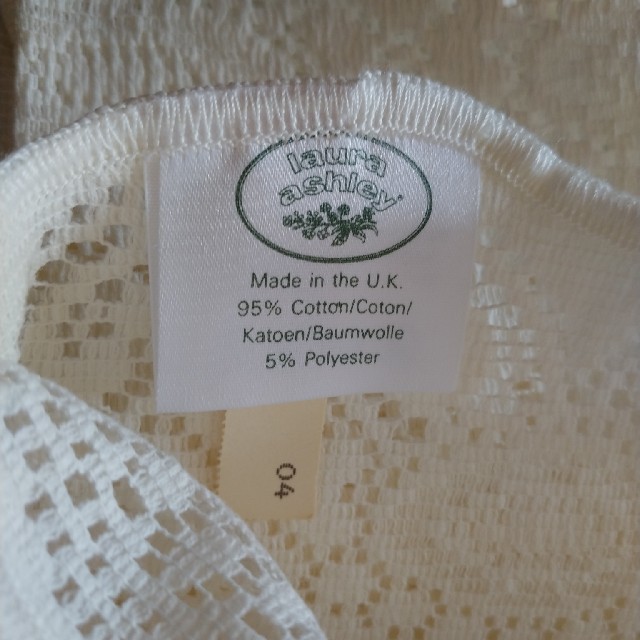 laura
ashley
Made in the U.K.
95% Cotton/Coton/
Katoen/Baumwolle
5% Polyester
04